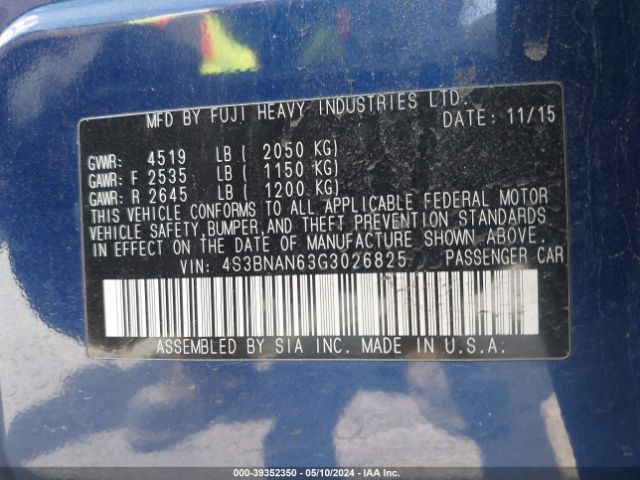 MFD BY FUJI HEAVY INDUSTRIES LTD.
DATE: 11/15
GVWR: 4519 LB ( 2050 KG)
GAWR: F 2535 LB ( 1150 KG)
GAWR: R 2645 LB ( 1200 KG)
THIS VEHICLE CONFORMS TO ALL APPLICABLE FEDERAL MOTOR
VEHICLE SAFETY,BUMPER,AND THEFT PREVENTION STANDARDS
IN EFFECT ON THE DATE OF MANUFACTURE SHOWN ABOVE.
VIN: 4S3BNAN63G3026825 PASSENGER CAR
ASSEMBLED BY SIA INC. MADE IN U.S.A.
000-39352350 - 05/10/2024 - IAA Inc.